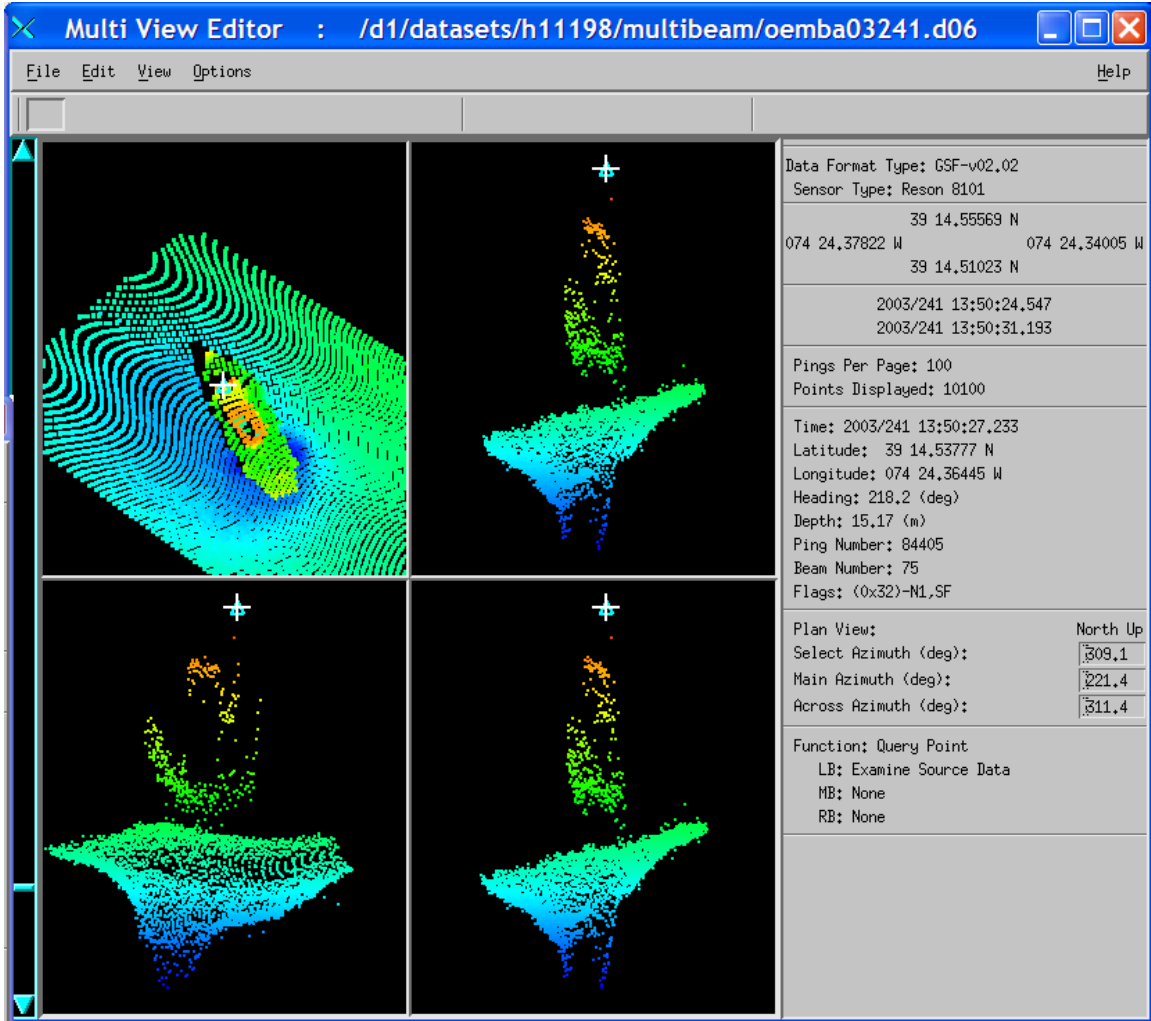 Multi View Editor : /d1/datasets/h11198/multibeam/oemba03241.d06
File Edit View Options Help
Data Format Type: GSF-v02.02
Sensor Type: Reson 8101
39 14.55569 N
074 24.37822 W 074 24.34005 W
39 14.51023 N
2003/241 13:50:24.547
2003/241 13:50:31.193
Pings Per Page: 100
Points Displayed: 10100
Time: 2003/241 13:50:27.233
Latitude: 39 14.53777 N
Longitude: 074 24.36445 W
Heading: 218.2 (deg)
Depth: 15.17 (m)
Ping Number: 84405
Beam Number: 75
Flags: (0x32)-N1,SF
Plan View: North Up
Select Azimuth (deg): 309.1
Main Azimuth (deg): 221.4
Across Azimuth (deg): 311.4
Function: Query Point
LB: Examine Source Data
MB: None
RB: None